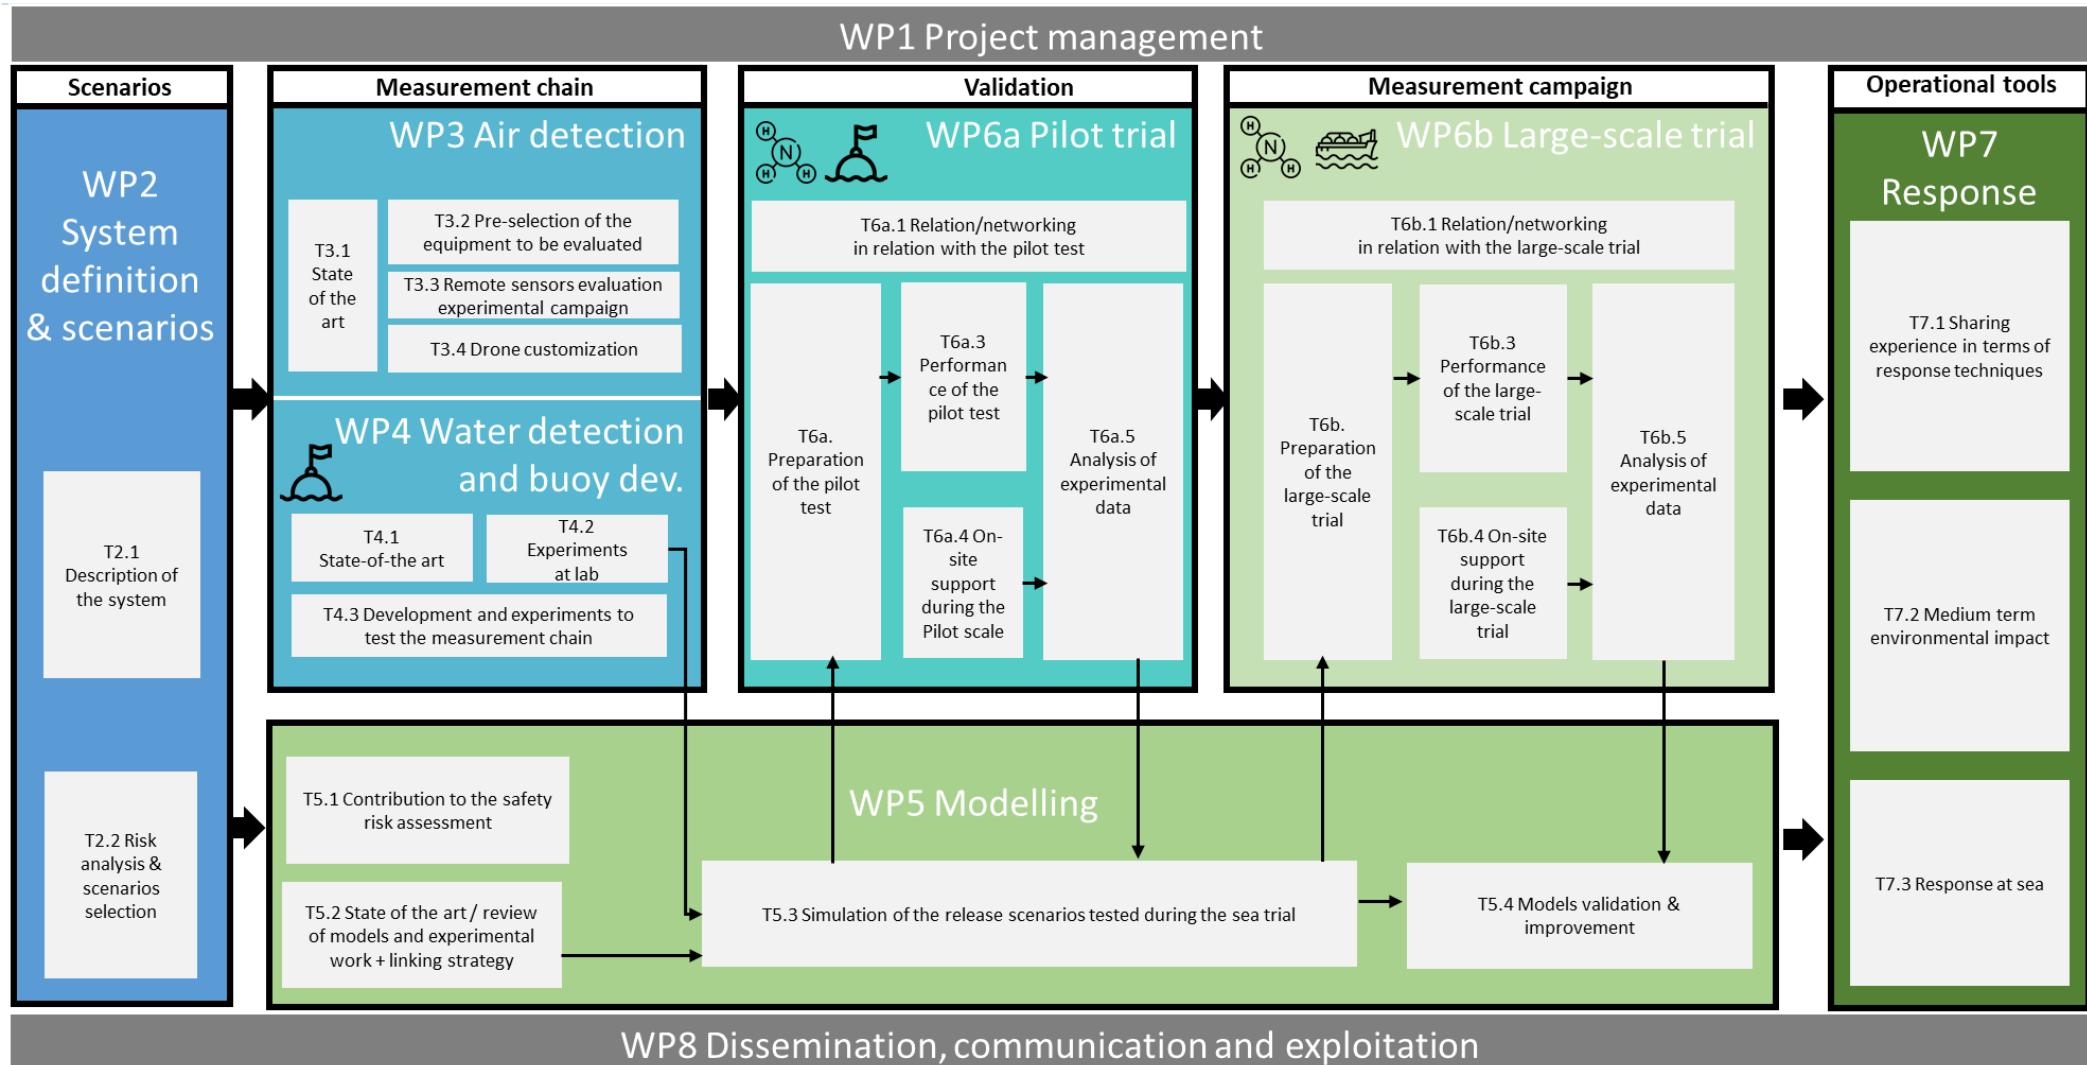 WP1 Project management
Scenarios
WP2
System
definition
& scenarios
T2.1
Description of
the system
T2.2 Risk
analysis &
scenarios
selection
Measurement chain
WP3 Air detection
T3.1
State
of the
art
T3.2 Pre-selection of the
equipment to be evaluated
T3.3 Remote sensors evaluation
experimental campaign
T3.4 Drone customization
WP4 Water detection
and buoy dev.
T4.1
State-of-the art
T4.2
Experiments
at lab
T4.3 Development and experiments to
test the measurement chain
Validation
H
N
H
H
WP6a Pilot trial
T6a.1 Relation/networking
in relation with the pilot test
T6a.
Preparation
of the pilot
test
T6a.3
Performan
ce of the
pilot test
T6a.4 On-
site
support
during the
Pilot scale
T6a.5
Analysis of
experimental
data
Measurement campaign
H
N
H
H
WP6b Large-scale trial
T6b.1 Relation/networking
in relation with the large-scale trial
T6b.
Preparation
of the
large-scale
trial
T6b.3
Performance
of the large-
scale trial
T6b.4 On-site
support
during the
large-scale
trial
T6b.5
Analysis of
experimental
data
WP5 Modelling
T5.1 Contribution to the safety
risk assessment
T5.2 State of the art / review
of models and experimental
work + linking strategy
T5.3 Simulation of the release scenarios tested during the sea trial
T5.4 Models validation &
improvement
Operational tools
WP7
Response
T7.1 Sharing
experience in terms of
response techniques
T7.2 Medium term
environmental impact
T7.3 Response at sea
WP8 Dissemination, communication and exploitation